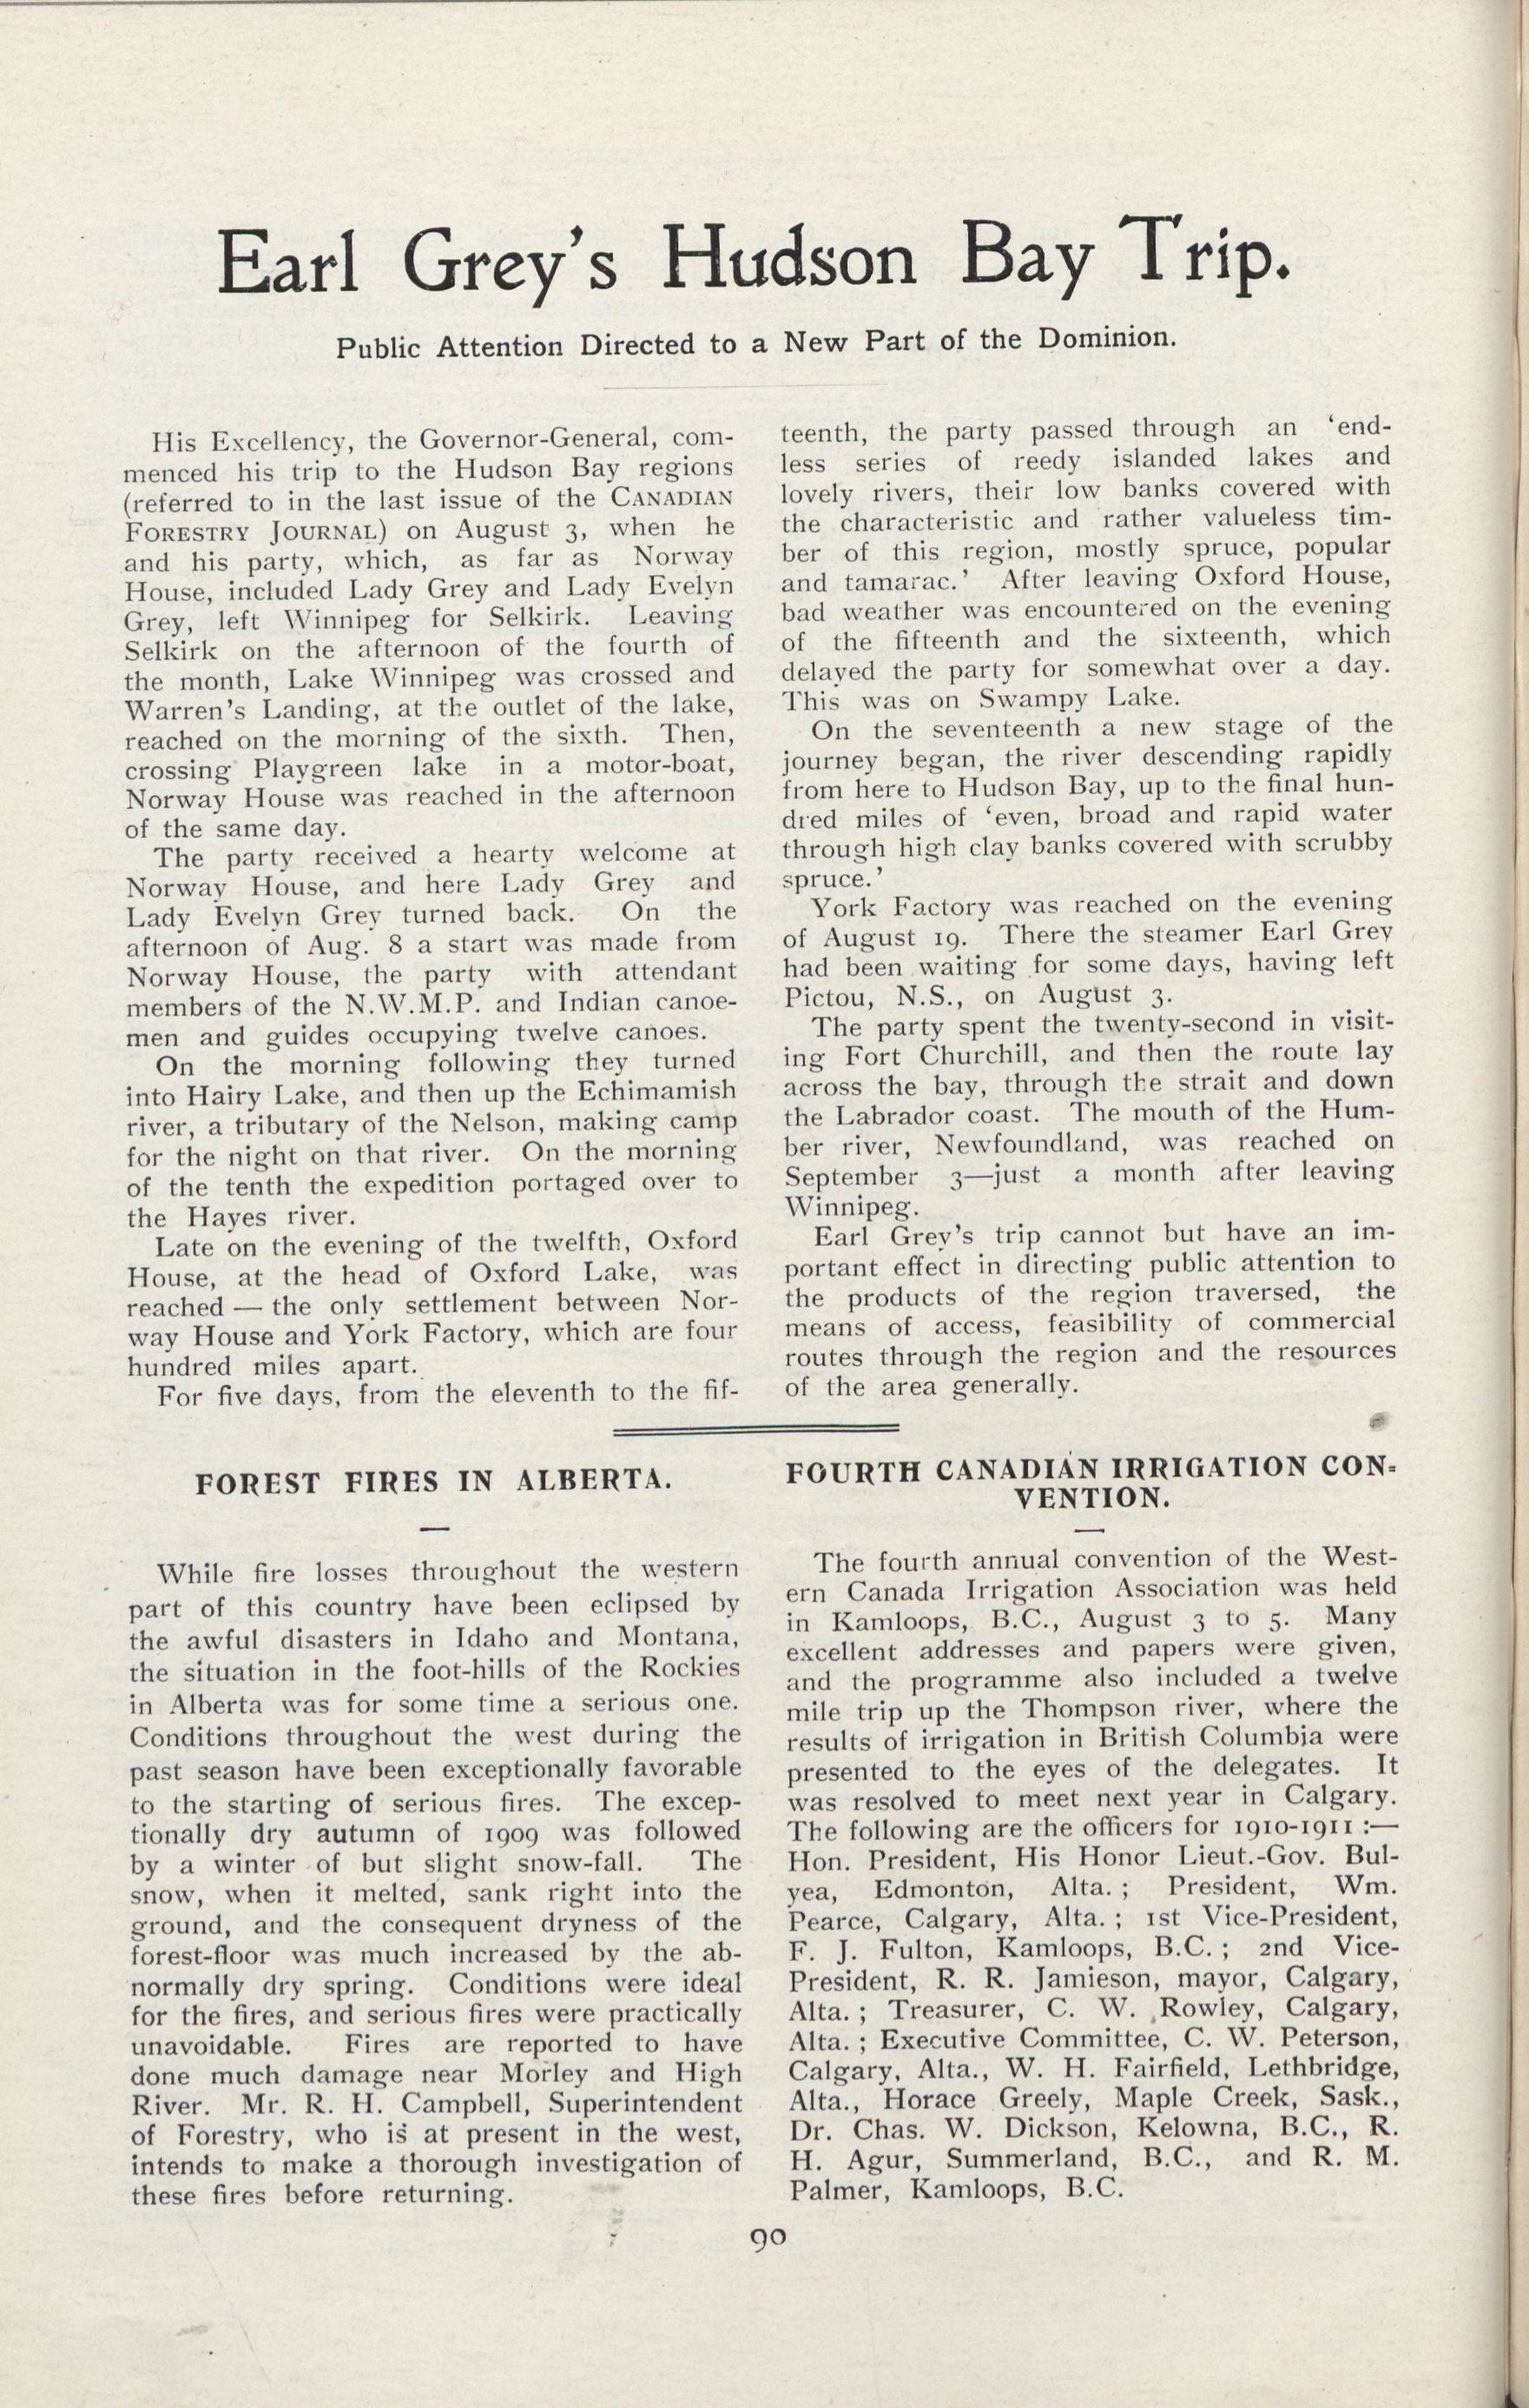 Earl Grey's Hudson Bay Trip.
Public Attention Directed to a New Part of the Dominion.
His Excellency, the Governor-General, com-
menced his trip to the Hudson Bay regions
(referred to in the last issue of the CANADIAN
FORESTRY JOURNAL) on August 3, when he
and his party, which, as far as Norway
House, included Lady Grey and Lady Evelyn
Grey, left Winnipeg for Selkirk. Leaving
Selkirk on the afternoon of the fourth of
the month, Lake Winnipeg was crossed and
Warren's Landing, at the outlet of the lake,
reached on the morning of the sixth. Then,
crossing Playgreen lake in a motor-boat,
Norway House was reached in the afternoon
of the same day.
The party received a hearty welcome at
Norway House, and here Lady Grey and
Lady Evelyn Grey turned back. On the
afternoon of Aug. 8 a start was made from
Norway House, the party with attendant
members of the N.W.M.P. and Indian canoe-
men and guides occupying twelve canoes.
On the morning following they turned
into Hairy Lake, and then up the Echimamish
river, a tributary of the Nelson, making camp
for the night on that river. On the morning
of the tenth the expedition portaged over to
the Hayes river.
Late on the evening of the twelfth, Oxford
House, at the head of Oxford Lake, was
reached — the only settlement between Nor-
way House and York Factory, which are four
hundred miles apart.
For five days, from the eleventh to the fif-
teenth, the party passed through an 'end-
less series of reedy islanded lakes and
lovely rivers, their low banks covered with
the characteristic and rather valueless tim-
ber of this region, mostly spruce, popular
and tamarac.' After leaving Oxford House,
bad weather was encountered on the evening
of the fifteenth and the sixteenth, which
delayed the party for somewhat over a day.
This was on Swampy Lake.
On the seventeenth a new stage of the
journey began, the river descending rapidly
from here to Hudson Bay, up to the final hun-
dred miles of 'even, broad and rapid water
through high clay banks covered with scrubby
spruce.'
York Factory was reached on the evening
of August 19. There the steamer Earl Grey
had been waiting for some days, having left
Pictou, N.S., on August 3.
The party spent the twenty-second in visit-
ing Fort Churchill, and then the route lay
across the bay, through the strait and down
the Labrador coast. The mouth of the Hum-
ber river, Newfoundland, was reached on
September 3—just a month after leaving
Winnipeg.
Earl Grey's trip cannot but have an im-
portant effect in directing public attention to
the products of the region traversed, the
means of access, feasibility of commercial
routes through the region and the resources
of the area generally.
FOREST FIRES IN ALBERTA.
While fire losses throughout the western
part of this country have been eclipsed by
the awful disasters in Idaho and Montana,
the situation in the foot-hills of the Rockies
in Alberta was for some time a serious one.
Conditions throughout the west during the
past season have been exceptionally favorable
to the starting of serious fires. The excep-
tionally dry autumn of 1909 was followed
by a winter of but slight snow-fall. The
snow, when it melted, sank right into the
ground, and the consequent dryness of the
forest-floor was much increased by the ab-
normally dry spring. Conditions were ideal
for the fires, and serious fires were practically
unavoidable. Fires are reported to have
done much damage near Morley and High
River. Mr. R. H. Campbell, Superintendent
of Forestry, who is at present in the west,
intends to make a thorough investigation of
these fires before returning.
FOURTH CANADIAN IRRIGATION CON-
VENTION.
The fourth annual convention of the West-
ern Canada Irrigation Association was held
in Kamloops, B.C., August 3 to 5. Many
excellent addresses and papers were given,
and the programme also included a twelve
mile trip up the Thompson river, where the
results of irrigation in British Columbia were
presented to the eyes of the delegates. It
was resolved to meet next year in Calgary.
The following are the officers for 1910-1911 :—
Hon. President, His Honor Lieut.-Gov. Bul-
yea, Edmonton, Alta. ; President, Wm.
Pearce, Calgary, Alta. ; 1st Vice-President,
F. J. Fulton, Kamloops, B.C. ; 2nd Vice-
President, R. R. Jamieson, mayor, Calgary,
Alta. ; Treasurer, C. W. Rowley, Calgary,
Alta. ; Executive Committee, C. W. Peterson,
Calgary, Alta., W. H. Fairfield, Lethbridge,
Alta., Horace Greely, Maple Creek, Sask.,
Dr. Chas. W. Dickson, Kelowna, B.C., R.
H. Agur, Summerland, B.C., and R. M.
Palmer, Kamloops, B.C.
90